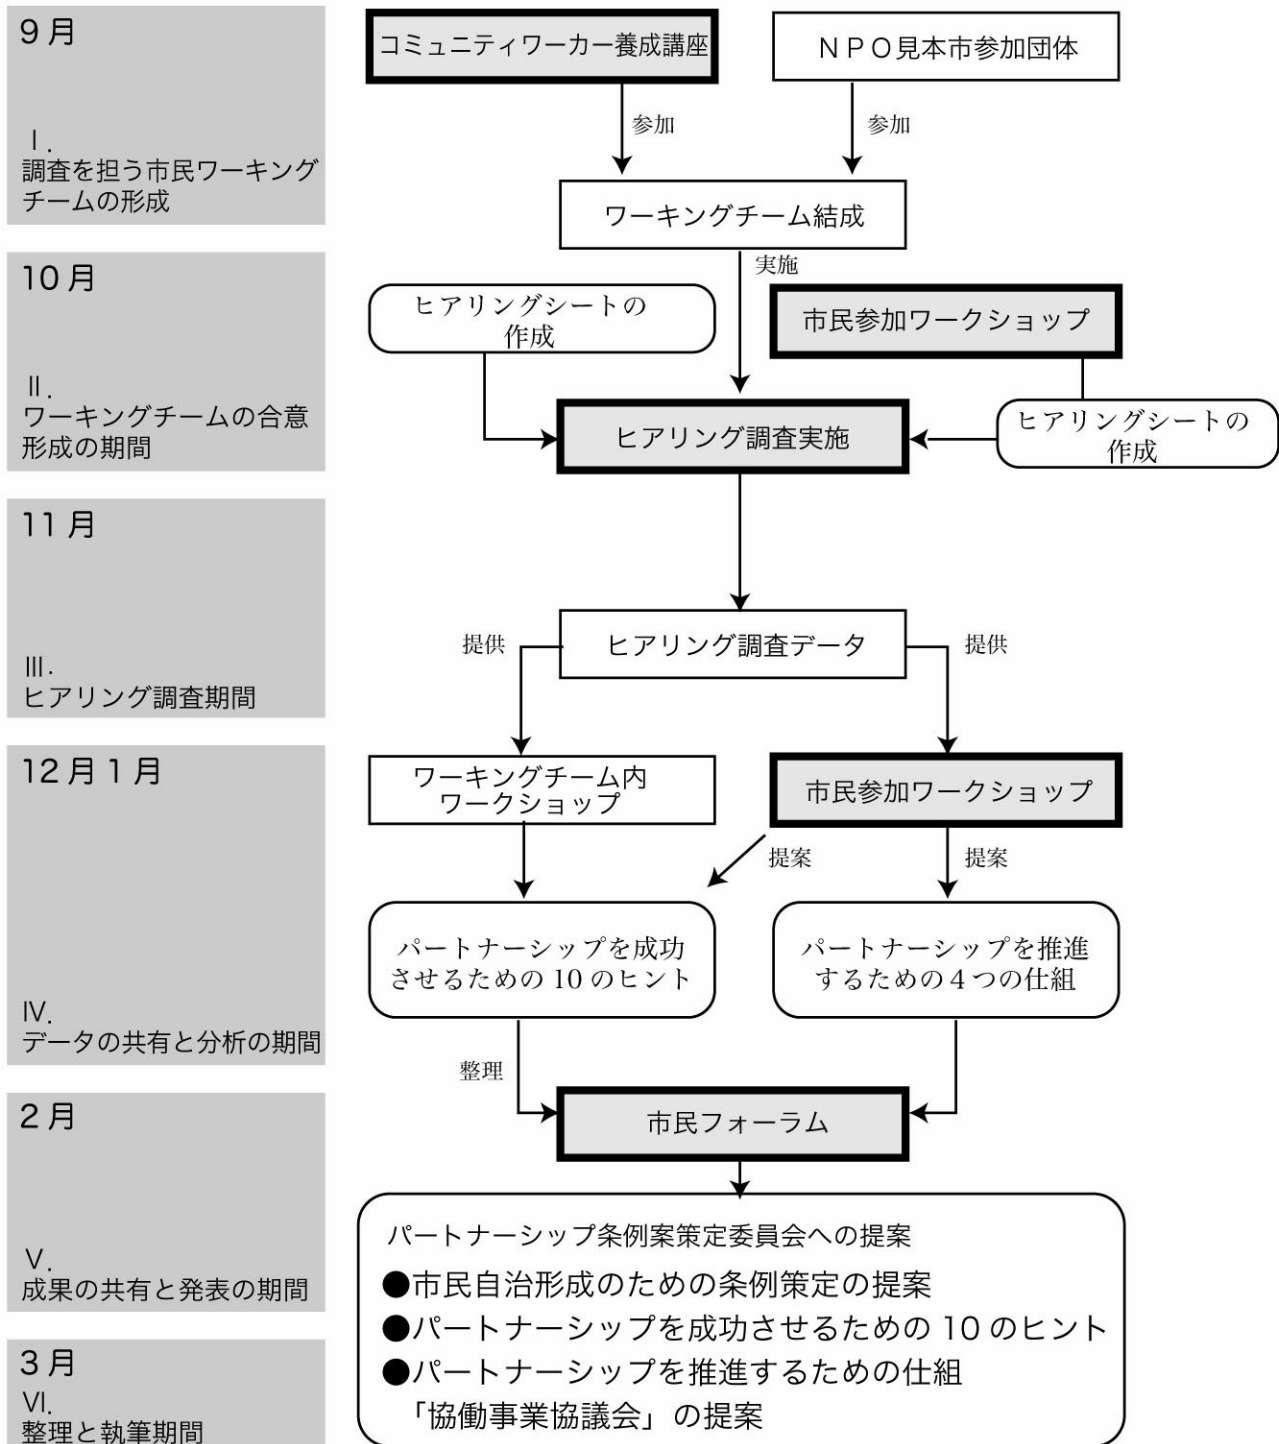 9月
Ⅰ.
調査を担う市民ワーキング
チームの形成
コミュニティワーカー養成講座
NPO見本市参加団体
参加
参加
ワーキングチーム結成
10月
Ⅱ.
ワーキングチームの合意
形成の期間
実施
ヒアリングシートの
作成
市民参加ワークショップ
ヒアリング調査実施
ヒアリングシートの
作成
11月
Ⅲ.
ヒアリング調査期間
提供
ヒアリング調査データ
提供
12月1月
Ⅳ.
データの共有と分析の期間
ワーキングチーム内
ワークショップ
市民参加ワークショップ
提案
提案
パートナーシップを成功
させるための10のヒント
パートナーシップを推進
するための4つの仕組
整理
2月
Ⅴ.
成果の共有と発表の期間
市民フォーラム
3月
Ⅵ.
整理と執筆期間
パートナーシップ条例案策定委員会への提案
●市民自治形成のための条例策定の提案
●パートナーシップを成功させるための10のヒント
●パートナーシップを推進するための仕組
「協働事業協議会」の提案